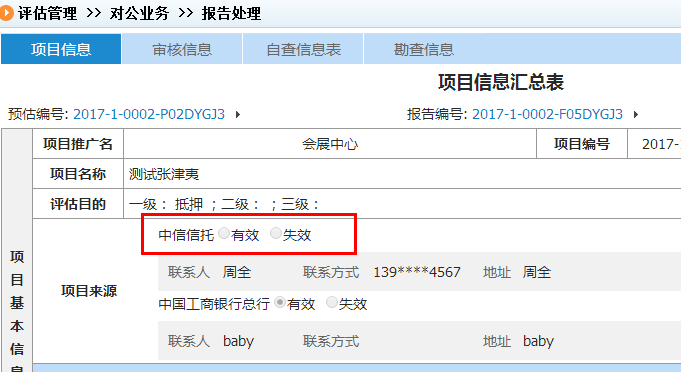 评估管理 >> 对公业务 >> 报告处理
项目信息 审核信息 自查信息表 勘查信息
项目信息汇总表
预估编号: 2017-1-0002-P02DYGJ3 报告编号: 2017-1-0002-F05DYGJ3
项目推广名 会展中心 项目编号 2017-
项目名称 测试张津夷
评估目的 一级： 抵押 ；二级： ；三级：
项目基本信息
项目来源
中信信托 有效 失效
联系人 周全 联系方式 139****4567 地址 周全
中国工商银行总行 有效 失效
联系人 baby 联系方式 地址 baby